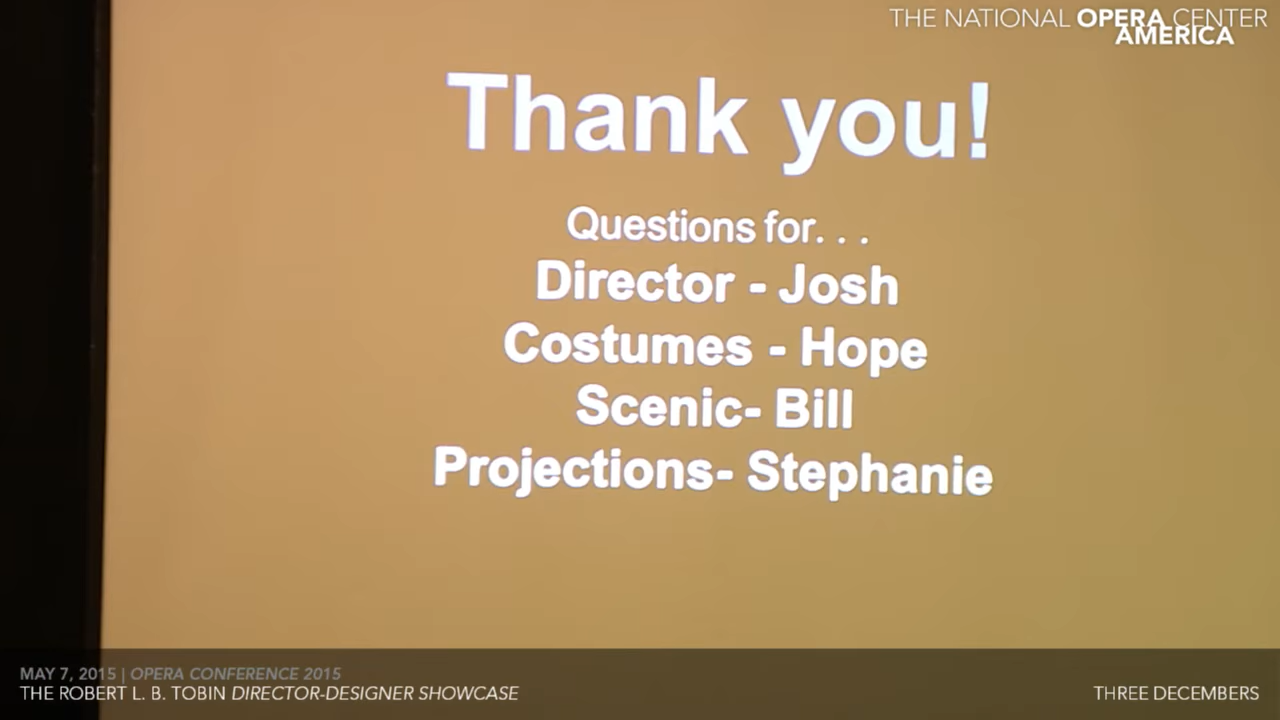 THE NATIONAL OPERA CENTER
AMERICA
Thank you!
Questions for. . .
Director - Josh
Costumes - Hope
Scenic- Bill
Projections- Stephanie
MAY 7, 2015 | OPERA CONFERENCE 2015
THE ROBERT L. B. TOBIN DIRECTOR-DESIGNER SHOWCASE
THREE DECEMBERS